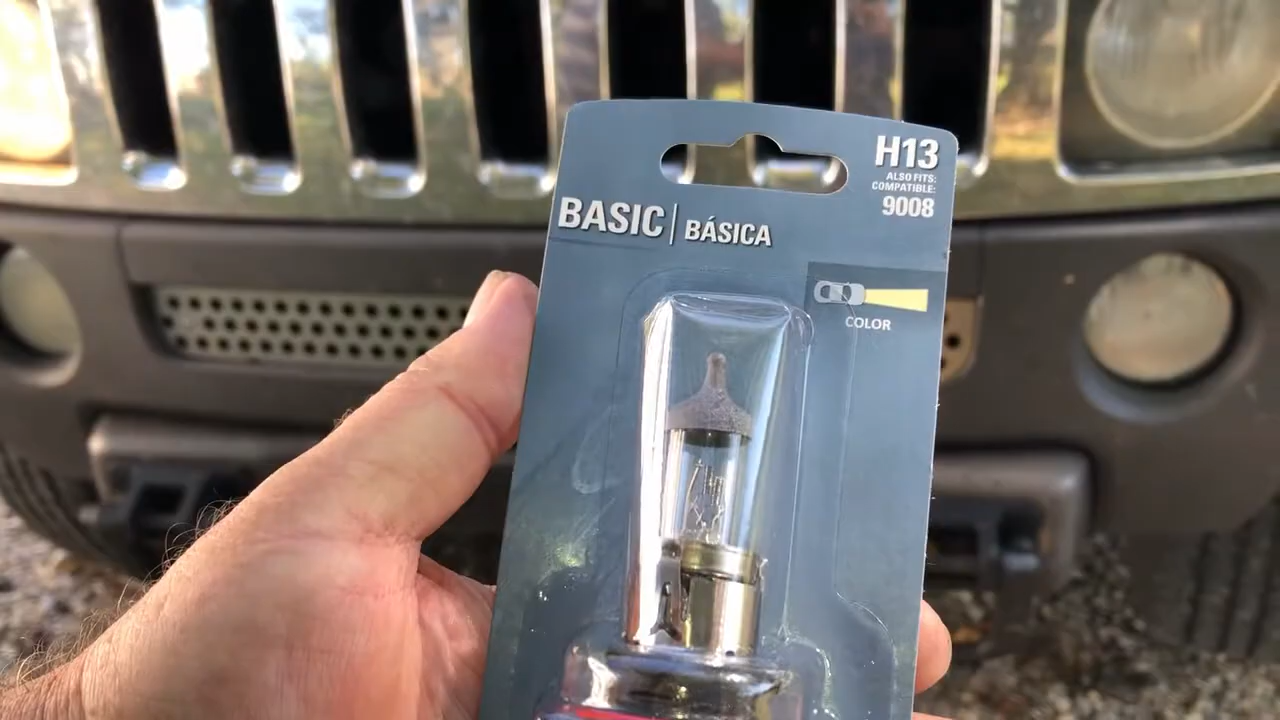 H13
ALSO FITS:
COMPATIBLE:
9008
BASIC | BÁSICA
COLOR